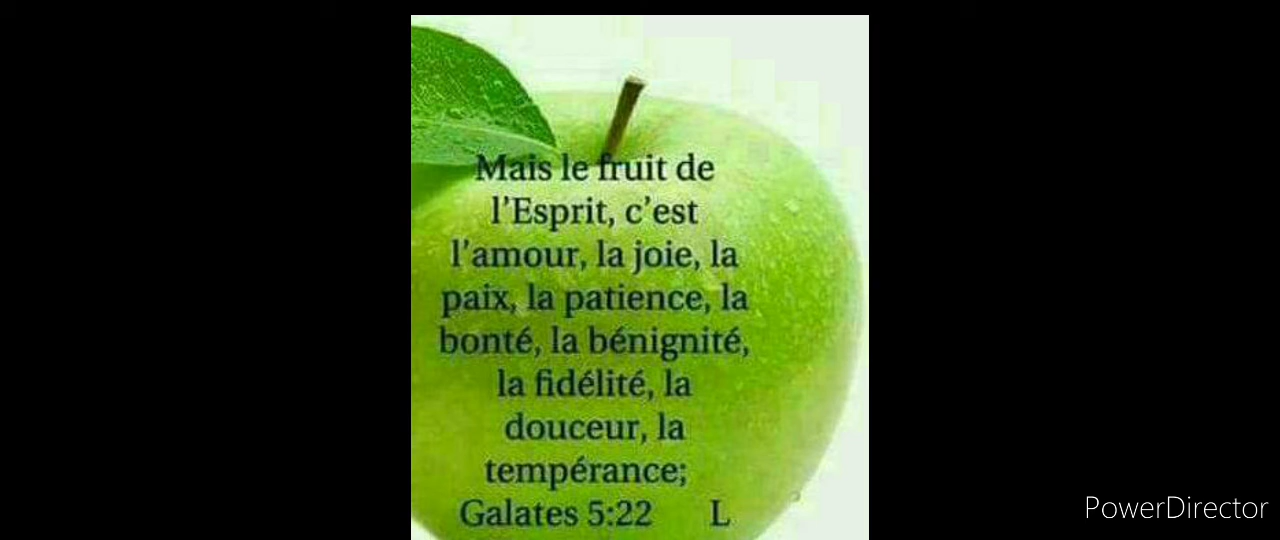 Mais le fruit de
l'Esprit, c'est
l'amour, la joie, la
paix, la patience, la
bonté, la bénignité,
la fidélité, la
douceur, la
tempérance;
Galates 5:22 L
PowerDirector